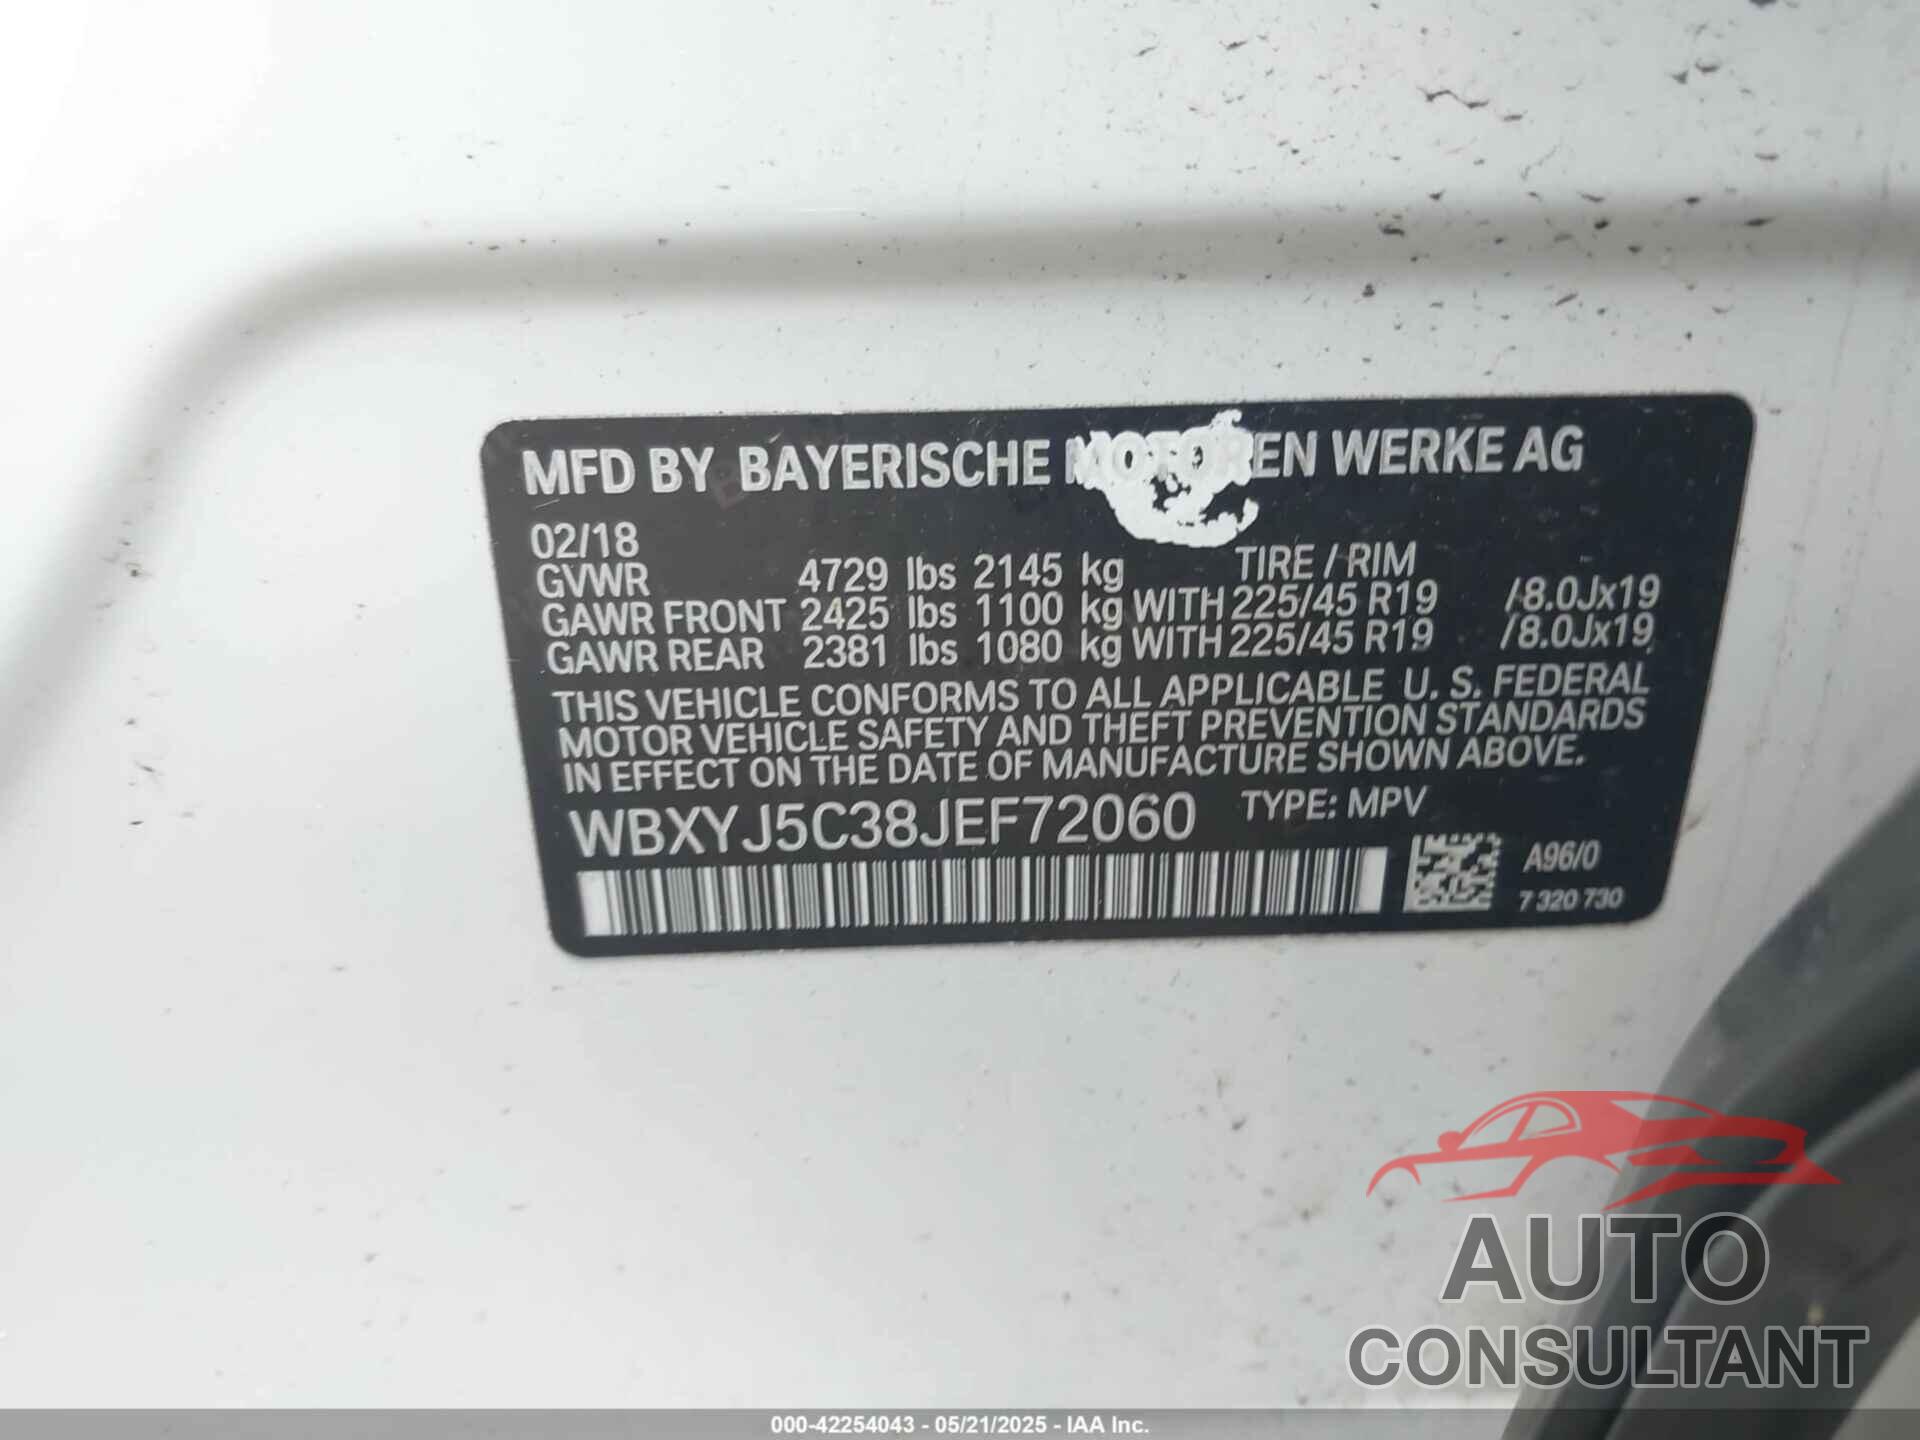 MFD BY BAYERISCHE MOTOREN WERKE AG
02/18
GVWR 4729 lbs 2145 kg TIRE / RIM
GAWR FRONT 2425 lbs 1100 kg WITH 225/45 R19 /8.0Jx19
GAWR REAR 2381 lbs 1080 kg WITH 225/45 R19 /8.0Jx19
THIS VEHICLE CONFORMS TO ALL APPLICABLE U. S. FEDERAL
MOTOR VEHICLE SAFETY AND THEFT PREVENTION STANDARDS
IN EFFECT ON THE DATE OF MANUFACTURE SHOWN ABOVE.
WBXYJ5C38JEF72060 TYPE: MPV
A96/0
7 320 730
AUTO
CONSULTANT
000-42254043 - 05/21/2025 - IAA Inc.